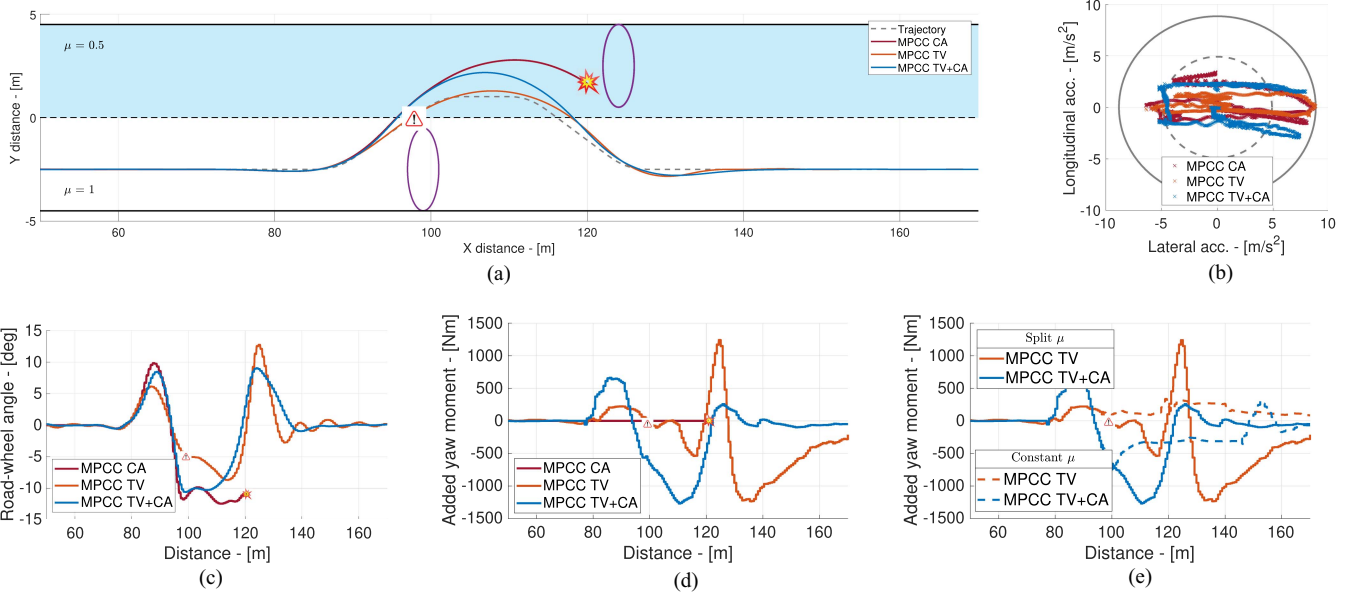 5
0
-5
Y distance - [m]
μ = 0.5
μ = 1
Trajectory
MPCC CA
MPCC TV
MPCC TV+CA
60
80
100
120
140
160
X distance - [m]
(a)
10
5
0
-5
-10
Longitudinal acc. - [m/s²]
MPCC CA
MPCC TV
MPCC TV+CA
-10
-5
0
5
10
Lateral acc. - [m/s²]
(b)
15
10
5
0
-5
-10
-15
Road-wheel angle - [deg]
MPCC CA
MPCC TV
MPCC TV+CA
60
80
100
120
140
160
Distance - [m]
(c)
1500
1000
500
0
-500
-1000
-1500
Added yaw moment - [Nm]
MPCC CA
MPCC TV
MPCC TV+CA
60
80
100
120
140
160
Distance - [m]
(d)
1500
1000
500
0
-500
-1000
-1500
Added yaw moment - [Nm]
Split μ
MPCC TV
MPCC TV+CA
Constant μ
MPCC TV
MPCC TV+CA
60
80
100
120
140
160
Distance - [m]
(e)